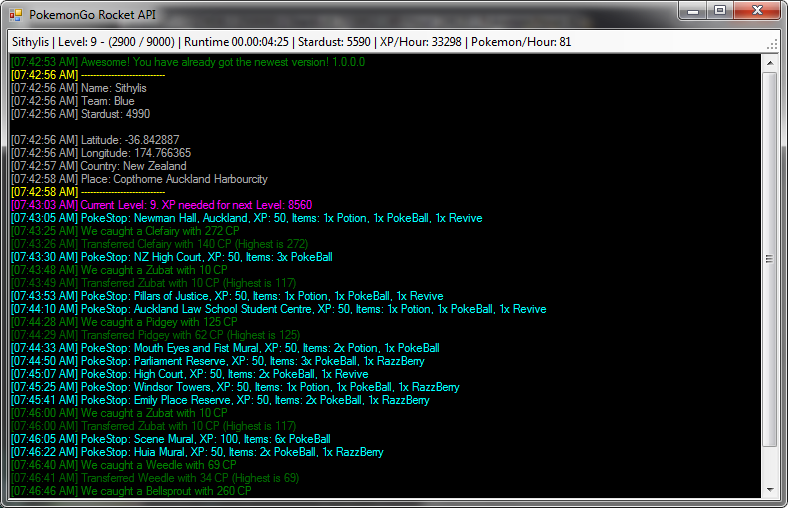 PokemonGo Rocket API
Sithylis | Level: 9 - (2900 / 9000) | Runtime 00.00:04:25 | Stardust: 5590 | XP/Hour: 33298 | Pokemon/Hour: 81
[07:42:53 AM] Awesome! You have already got the newest version! 1.0.0.0
[07:42:56 AM] ----------------------------
[07:42:56 AM] Name: Sithylis
[07:42:56 AM] Team: Blue
[07:42:56 AM] Stardust: 4990
[07:42:56 AM] Latitude: -36.842887
[07:42:56 AM] Longitude: 174.766365
[07:42:57 AM] Country: New Zealand
[07:42:58 AM] Place: Copthorne Auckland Harbourcity
[07:42:58 AM] ----------------------------
[07:43:03 AM] Current Level: 9. XP needed for next Level: 8560
[07:43:05 AM] PokeStop: Newman Hall, Auckland, XP: 50, Items: 1x Potion, 1x PokeBall, 1x Revive
[07:43:25 AM] We caught a Clefairy with 272 CP
[07:43:26 AM] Transferred Clefairy with 140 CP (Highest is 272)
[07:43:30 AM] PokeStop: NZ High Court, XP: 50, Items: 3x PokeBall
[07:43:48 AM] We caught a Zubat with 10 CP
[07:43:49 AM] Transferred Zubat with 10 CP (Highest is 117)
[07:43:53 AM] PokeStop: Pillars of Justice, XP: 50, Items: 1x Potion, 1x PokeBall, 1x Revive
[07:44:10 AM] PokeStop: Auckland Law School Student Centre, XP: 50, Items: 1x Potion, 1x PokeBall, 1x Revive
[07:44:28 AM] We caught a Pidgey with 125 CP
[07:44:29 AM] Transferred Pidgey with 62 CP (Highest is 125)
[07:44:33 AM] PokeStop: Mouth Eyes and Fist Mural, XP: 50, Items: 2x Potion, 1x PokeBall
[07:44:50 AM] PokeStop: Parliament Reserve, XP: 50, Items: 3x PokeBall, 1x RazzBerry
[07:45:07 AM] PokeStop: High Court, XP: 50, Items: 2x PokeBall, 1x Revive
[07:45:25 AM] PokeStop: Windsor Towers, XP: 50, Items: 1x Potion, 1x PokeBall, 1x RazzBerry
[07:45:41 AM] PokeStop: Emily Place Reserve, XP: 50, Items: 2x PokeBall, 1x RazzBerry
[07:46:00 AM] We caught a Zubat with 10 CP
[07:46:00 AM] Transferred Zubat with 10 CP (Highest is 117)
[07:46:05 AM] PokeStop: Scene Mural, XP: 100, Items: 6x PokeBall
[07:46:22 AM] PokeStop: Huia Mural, XP: 50, Items: 2x PokeBall, 1x RazzBerry
[07:46:40 AM] We caught a Weedle with 69 CP
[07:46:41 AM] Transferred Weedle with 34 CP (Highest is 69)
[07:46:46 AM] We caught a Bellsprout with 260 CP